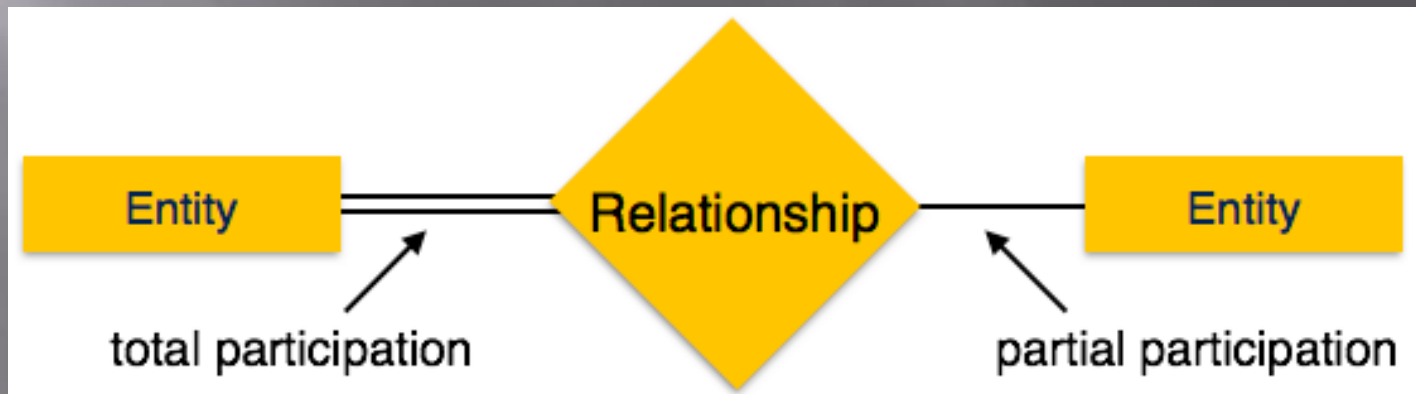 Entity
Relationship
Entity
total participation
partial participation